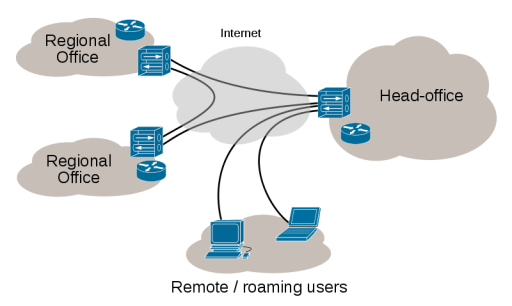 Internet
Regional
Office
Head-office
Regional
Office
Remote / roaming users